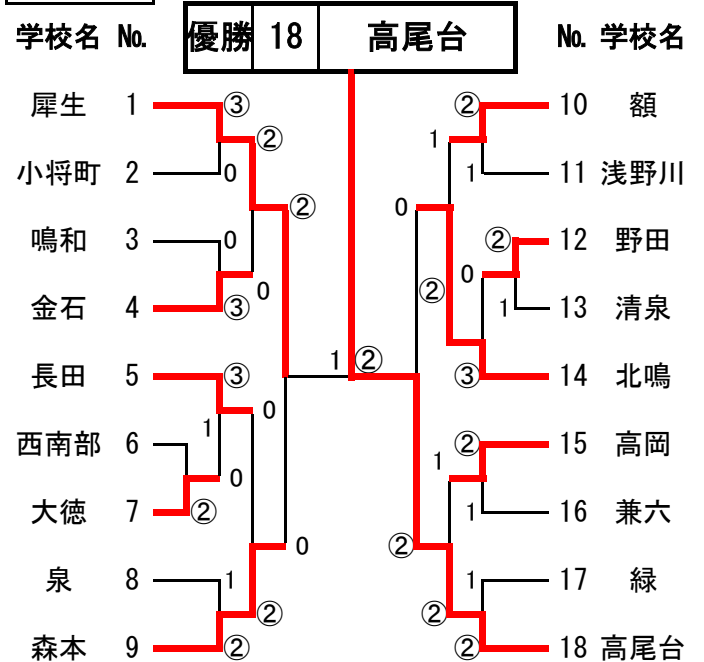 優勝 18 高尾台
学校名 No. No. 学校名
犀生 1 ③ ② 10 額
② 1
小将町 2 0 1 11 浅野川
② 0
鳴和 3 0 ② 12 野田
0 ② 0
金石 4 ③ 1 13 清泉
1 ②
長田 5 ③ ③ 14 北鳴
0
西南部 6 1 ② 15 高岡
0 1
大徳 7 ② 1 16 兼六
0 ②
泉 8 1 1 17 緑
② ②
森本 9 ② ② 18 高尾台